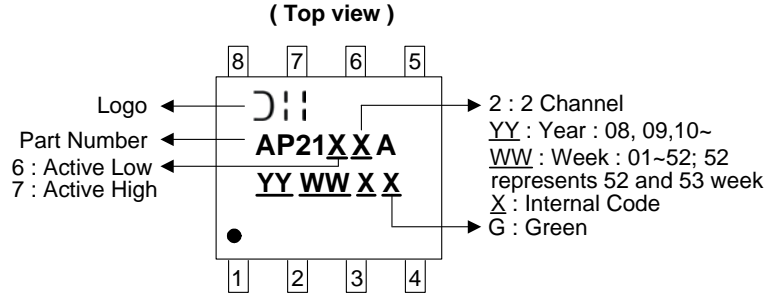 ( Top view )
8 7 6 5
Logo
Part Number
6 : Active Low
7 : Active High
AP21XXA
YY WW X X
2 : 2 Channel
YY : Year : 08, 09,10~
WW : Week : 01~52; 52
represents 52 and 53 week
X : Internal Code
G : Green
1 2 3 4